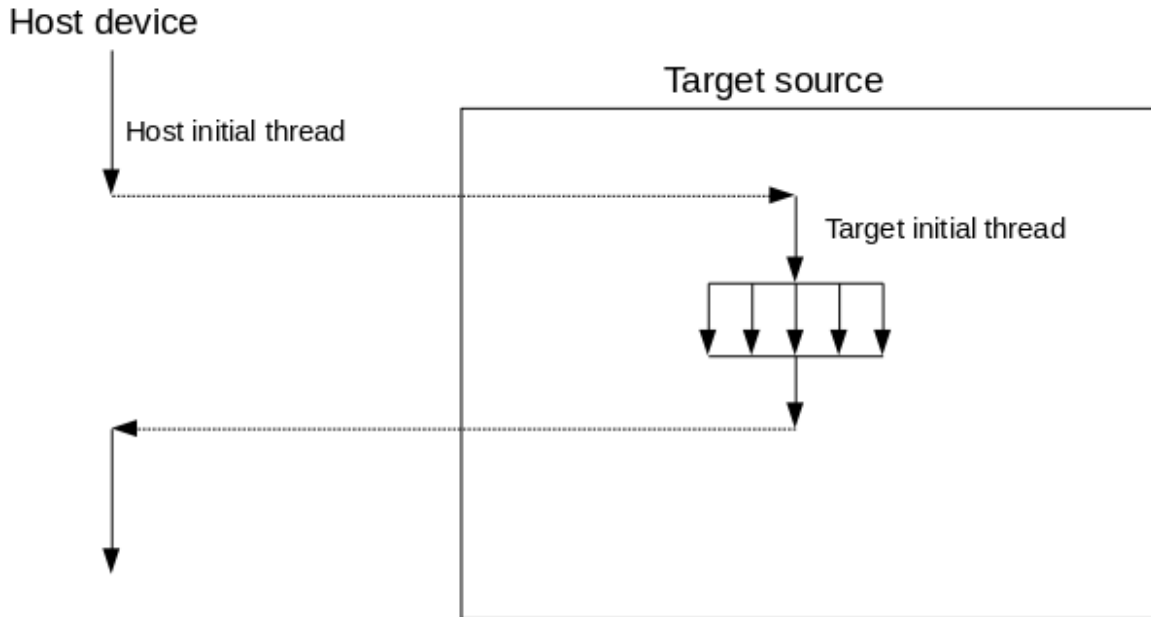 Host device
Target source
Host initial thread
Target initial thread